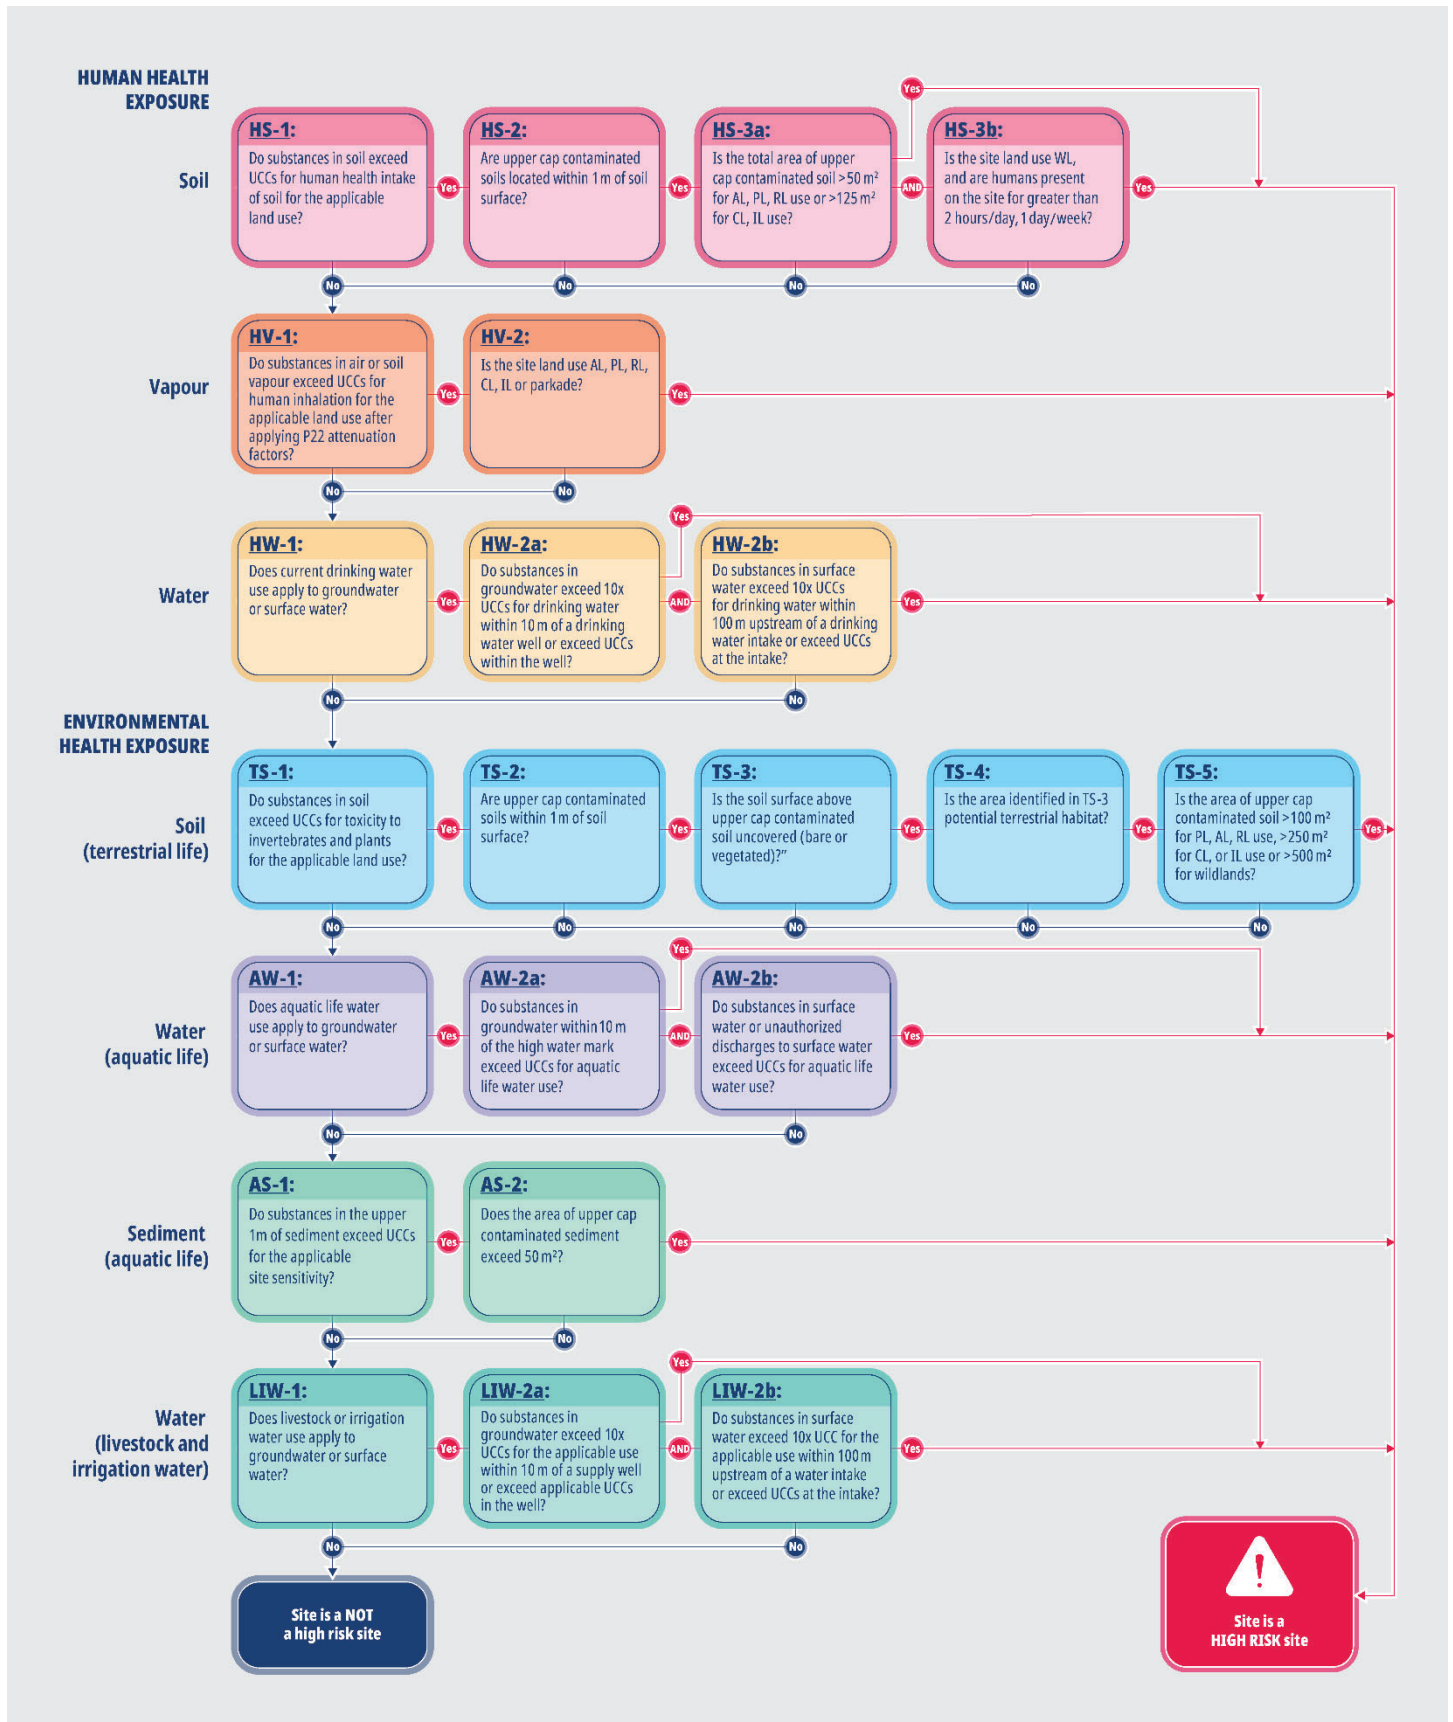 HUMAN HEALTH
EXPOSURE
Soil
HS-1:
Do substances in soil exceed
UCCs for human health intake
of soil for the applicable
land use?
Yes
HS-2:
Are upper cap contaminated
soils located within 1m of soil
surface?
Yes
HS-3a:
Is the total area of upper
cap contaminated soil >50 m²
for AL, PL, RL use or >125 m²
for CL, IL use?
Yes
AND
HS-3b:
Is the site land use WL,
and are humans present
on the site for greater than
2 hours/day, 1 day/week?
Yes
No
No
No
No
Vapour
HV-1:
Do substances in air or soil
vapour exceed UCCs for
human inhalation for the
applicable land use after
applying P22 attenuation
factors?
Yes
HV-2:
Is the site land use AL, PL, RL,
CL, IL or parkade?
Yes
No
No
Water
HW-1:
Does current drinking water
use apply to groundwater
or surface water?
Yes
HW-2a:
Do substances in
groundwater exceed 10x
UCCs for drinking water
within 10 m of a drinking
water well or exceed UCCs
within the well?
Yes
AND
HW-2b:
Do substances in surface
water exceed 10x UCCs
for drinking water within
100 m upstream of a drinking
water intake or exceed UCCs
at the intake?
Yes
No
No
ENVIRONMENTAL
HEALTH EXPOSURE
Soil
(terrestrial life)
TS-1:
Do substances in soil
exceed UCCs for toxicity to
invertebrates and plants
for the applicable land use?
Yes
TS-2:
Are upper cap contaminated
soils within 1m of soil
surface?
Yes
TS-3:
Is the soil surface above
upper cap contaminated
soil uncovered (bare or
vegetated)?”
Yes
TS-4:
Is the area identified in TS-3
potential terrestrial habitat?
Yes
TS-5:
Is the area of upper cap
contaminated soil >100 m²
for PL, AL, RL use, >250 m²
for CL, or IL use or >500 m²
for wildlands?
Yes
No
No
No
No
No
Water
(aquatic life)
AW-1:
Does aquatic life water
use apply to groundwater
or surface water?
Yes
AW-2a:
Do substances in
groundwater within 10 m
of the high water mark
exceed UCCs for aquatic
life water use?
Yes
AND
AW-2b:
Do substances in surface
water or unauthorized
discharges to surface water
exceed UCCs for aquatic life
water use?
Yes
No
No
Sediment
(aquatic life)
AS-1:
Do substances in the upper
1m of sediment exceed UCCs
for the applicable
site sensitivity?
Yes
AS-2:
Does the area of upper cap
contaminated sediment
exceed 50 m²?
Yes
No
No
Water
(livestock and
irrigation water)
LIW-1:
Does livestock or irrigation
water use apply to
groundwater or surface
water?
Yes
LIW-2a:
Do substances in
groundwater exceed 10x
UCCs for the applicable use
within 10 m of a supply well
or exceed applicable UCCs
in the well?
Yes
AND
LIW-2b:
Do substances in surface
water exceed 10x UCC for the
applicable use within 100 m
upstream of a water intake
or exceed UCCs at the intake?
Yes
No
No
Site is a NOT
a high risk site
!
Site is a
HIGH RISK site